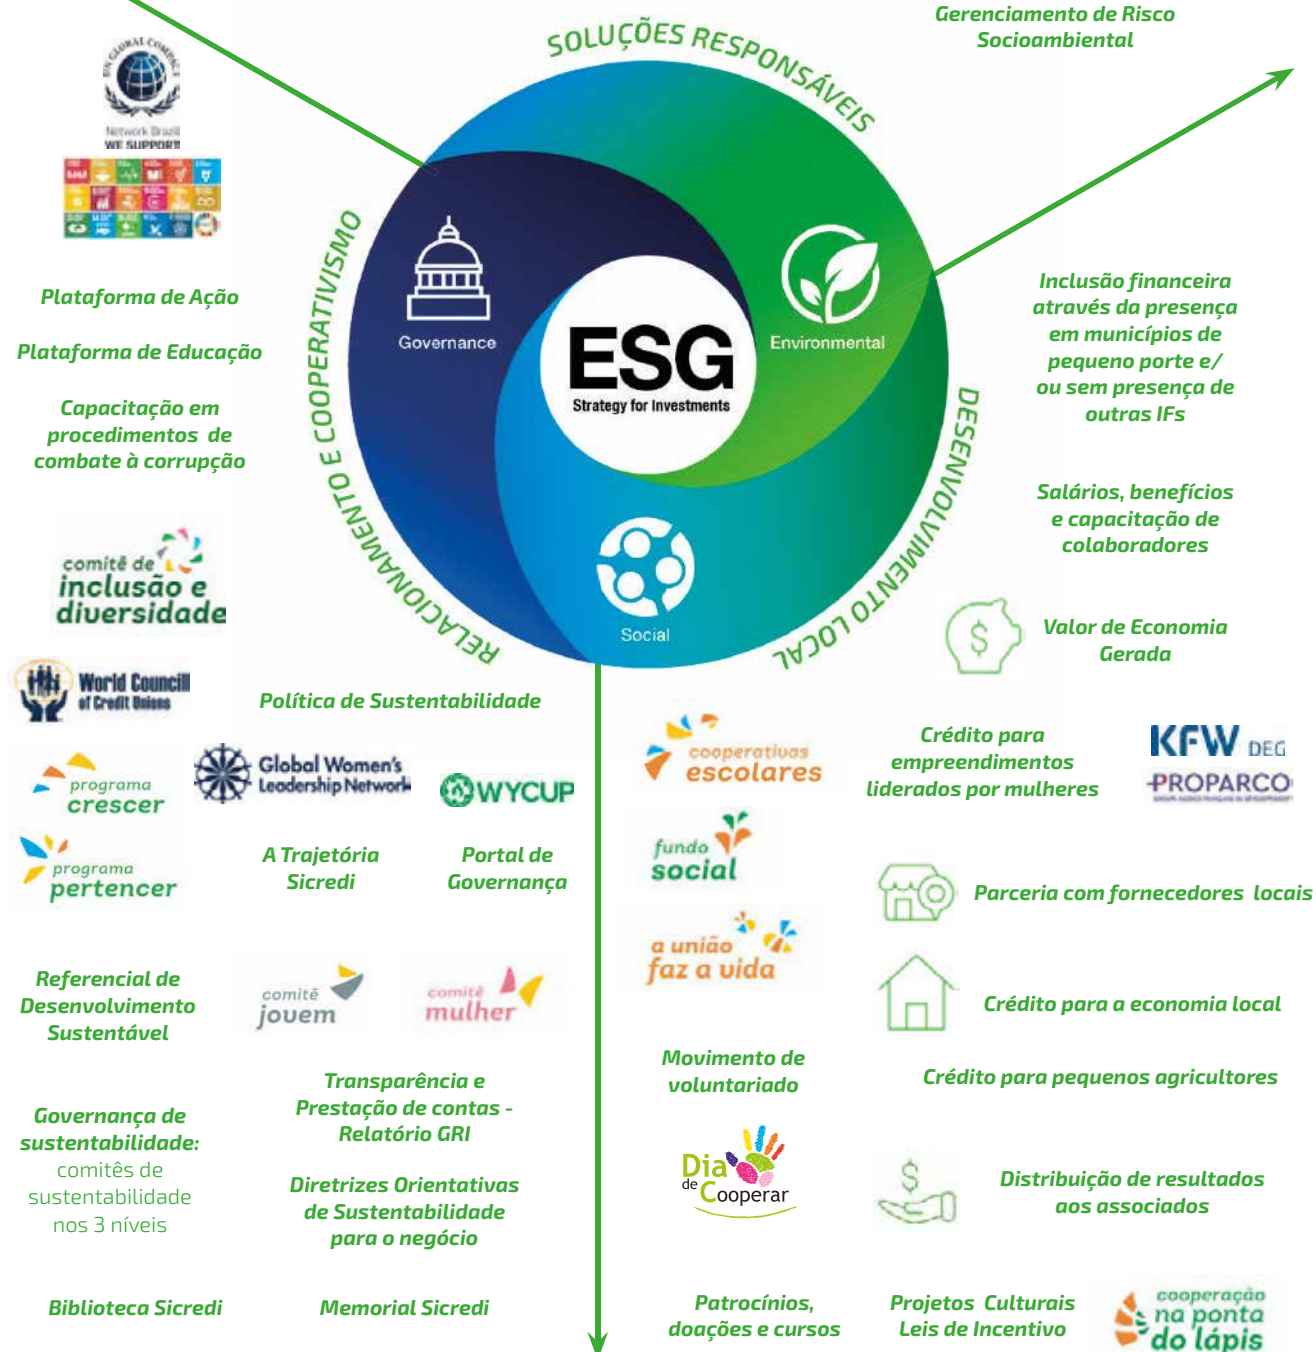 Gerenciamento de Risco
Socioambiental
SOLUÇÕES RESPONSÁVEIS
RELACIONAMENTO E COOPERATIVISMO
DESENVOLVIMENTO LOCAL
Network Brazil
WE SUPPORT
Governance
ESG
Strategy for Investments
Environmental
Social
Plataforma de Ação
Plataforma de Educação
Capacitação em
procedimentos de
combate à corrupção
comitê de
inclusão e
diversidade
World Council
of Credit Unions
Política de Sustentabilidade
programa
crescer
Global Women's
Leadership Network
WYCUP
programa
pertencer
A Trajetória
Sicredi
Portal de
Governança
Referencial de
Desenvolvimento
Sustentável
comitê
jovem
comitê
mulher
Transparência e
Prestação de contas -
Relatório GRI
Governança de
sustentabilidade:
comitês de
sustentabilidade
nos 3 níveis
Diretrizes Orientativas
de Sustentabilidade
para o negócio
Biblioteca Sicredi
Memorial Sicredi
Inclusão financeira
através da presença
em municípios de
pequeno porte e/
ou sem presença de
outras IFs
Salários, benefícios
e capacitação de
colaboradores
$
Valor de Economia
Gerada
cooperativas
escolares
Crédito para
empreendimentos
liderados por mulheres
KFW DEG
PROPARCO
fundo
social
Parceria com fornecedores locais
a união
faz a vida
Crédito para a economia local
Movimento de
voluntariado
Crédito para pequenos agricultores
Dia
de Cooperar
$
Distribuição de resultados
aos associados
Patrocínios,
doações e cursos
Projetos Culturais
Leis de Incentivo
cooperação
na ponta
do lápis